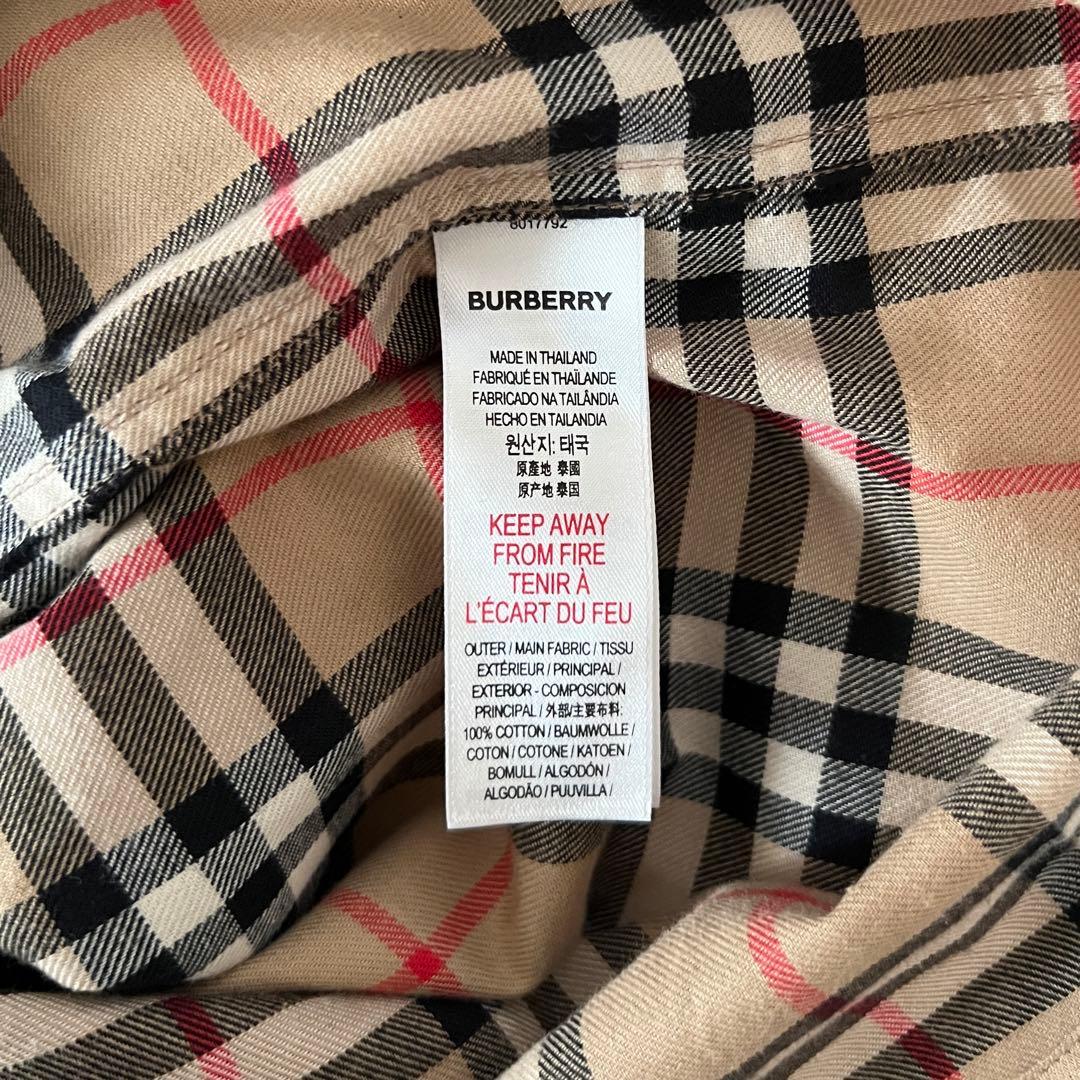 8017792
BURBERRY
MADE IN THAILAND
FABRIQUÉ EN THAÏLANDE
FABRICADO NA TAILÂNDIA
HECHO EN TAILANDIA
원산지: 태국
原產地 泰國
原产地 泰国
KEEP AWAY
FROM FIRE
TENIR À
L'ÉCART DU FEU
OUTER / MAIN FABRIC / TISSU
EXTÉRIEUR / PRINCIPAL /
EXTERIOR - COMPOSICION
PRINCIPAL / 外部/主要布料:
100% COTTON / BAUMWOLLE /
COTON / COTONE / KATOEN /
BOMULL / ALGODÓN /
ALGODÃO / PUUVILLA /